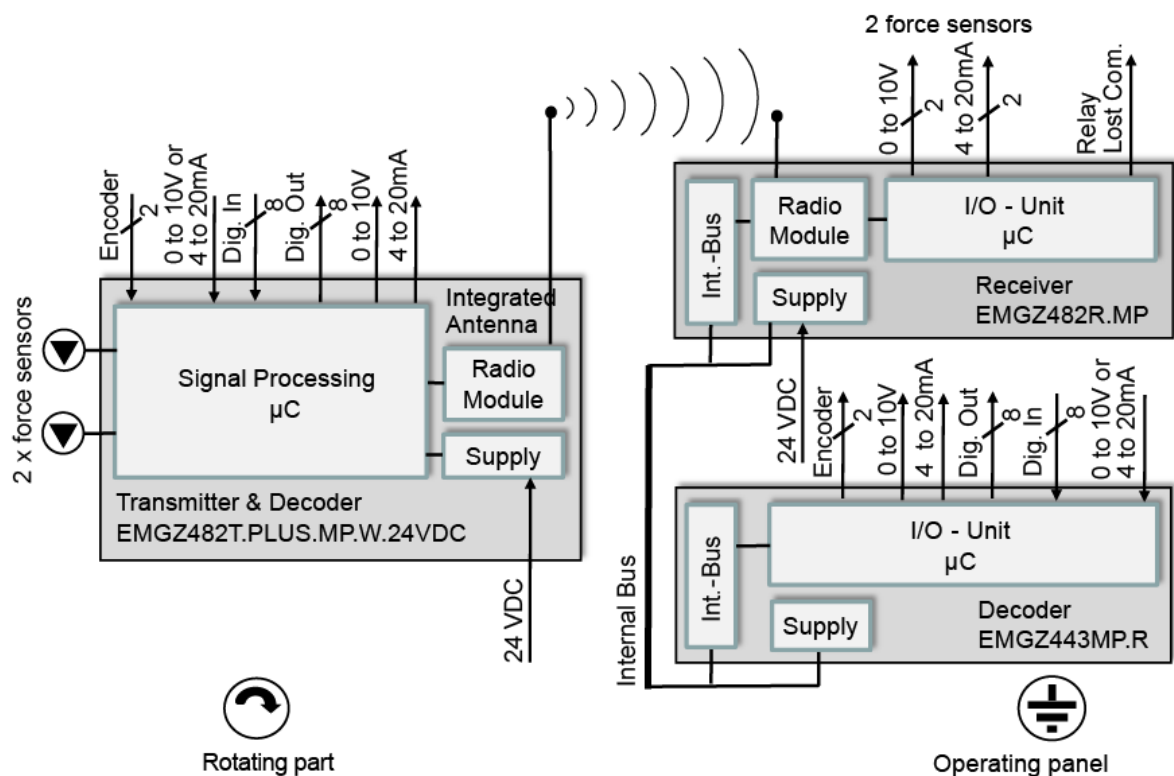 2 force sensors
0 to 10V
2
4 to 20mA
2
Relay
Lost Com.
Encoder
2
0 to 10V or
4 to 20mA
Dig. In
8
Dig. Out
8
0 to 10V
4 to 20mA
Int.-Bus
Radio
Module
I/O - Unit
µC
Supply
Receiver
EMGZ482R.MP
2 x force sensors
Signal Processing
µC
Integrated
Antenna
Radio
Module
Supply
Transmitter & Decoder
EMGZ482T.PLUS.MP.W.24VDC
24 VDC
24 VDC
Encoder
2
0 to 10V
4 to 20mA
Dig. Out
8
Dig. In
8
0 to 10V or
4 to 20mA
Internal Bus
Int.-Bus
I/O - Unit
µC
Supply
Decoder
EMGZ443MP.R
Rotating part
Operating panel